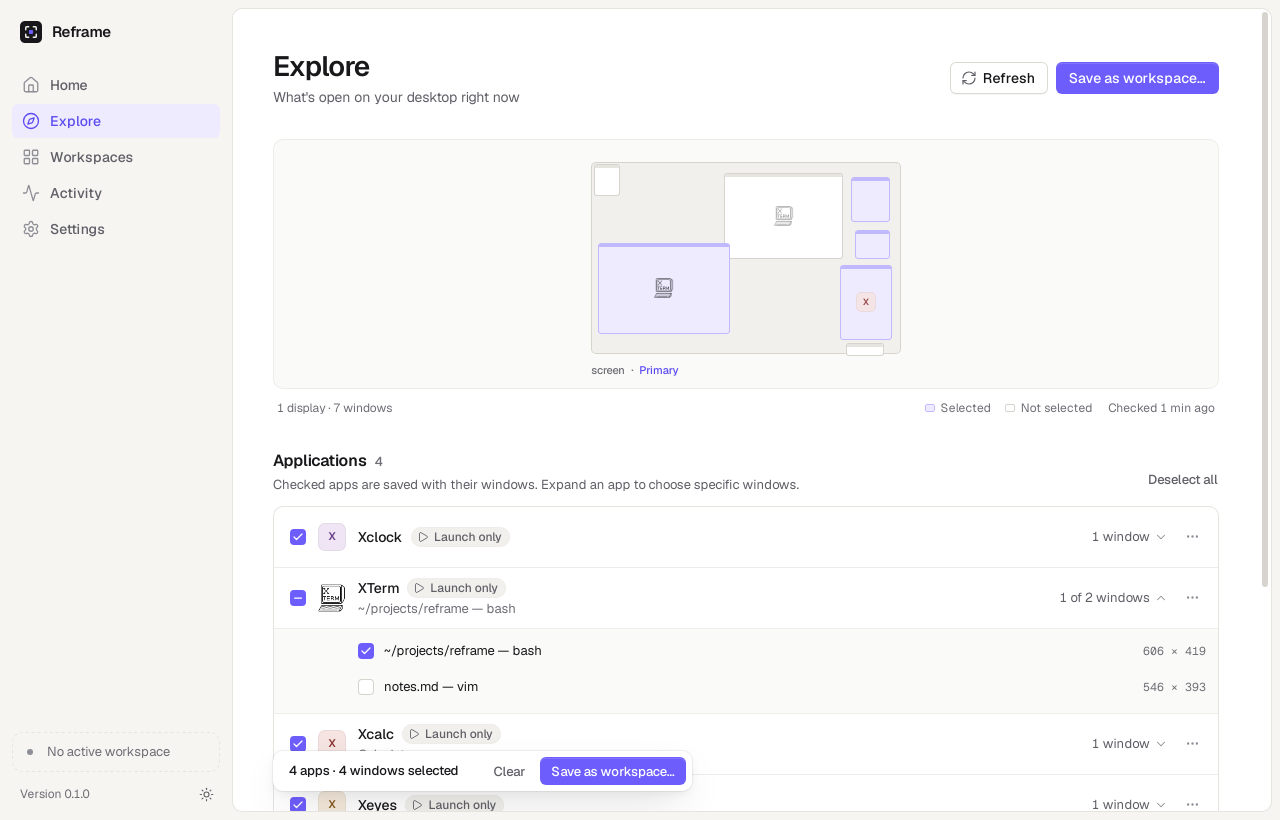 Reframe
Home
Explore
Workspaces
Activity
Settings
No active workspace
Version 0.1.0
Explore
What's open on your desktop right now
Refresh
Save as workspace...
X
TERM
X
TERM
X
screen · Primary
1 display · 7 windows
Selected
Not selected
Checked 1 min ago
Applications 4
Checked apps are saved with their windows. Expand an app to choose specific windows.
Deselect all
X
Xclock
Launch only
1 window
X
TERM
XTerm
Launch only
~/projects/reframe — bash
1 of 2 windows
~/projects/reframe — bash
606 × 419
notes.md — vim
546 × 393
X
Xcalc
Launch only
1 window
4 apps · 4 windows selected
Clear
Save as workspace...
X
Xeyes
Launch only
1 window